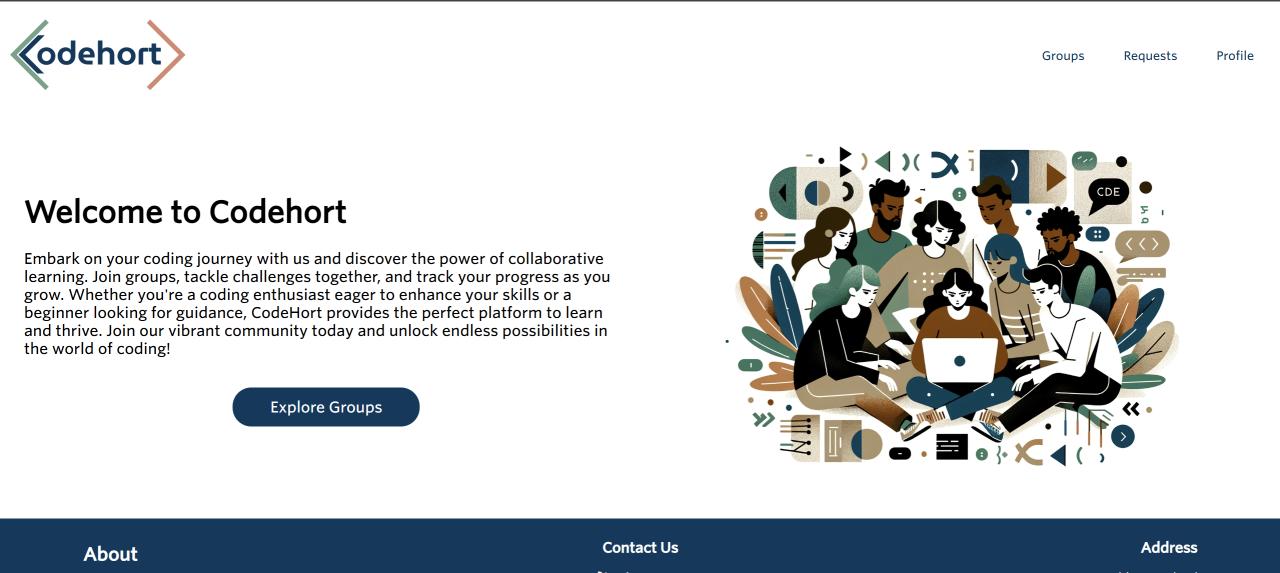 Codehort
Groups
Requests
Profile
CDE
Welcome to Codehort
Embark on your coding journey with us and discover the power of collaborative
learning. Join groups, tackle challenges together, and track your progress as you
grow. Whether you're a coding enthusiast eager to enhance your skills or a
beginner looking for guidance, CodeHort provides the perfect platform to learn
and thrive. Join our vibrant community today and unlock endless possibilities in
the world of coding!
Explore Groups
About
Contact Us
Address